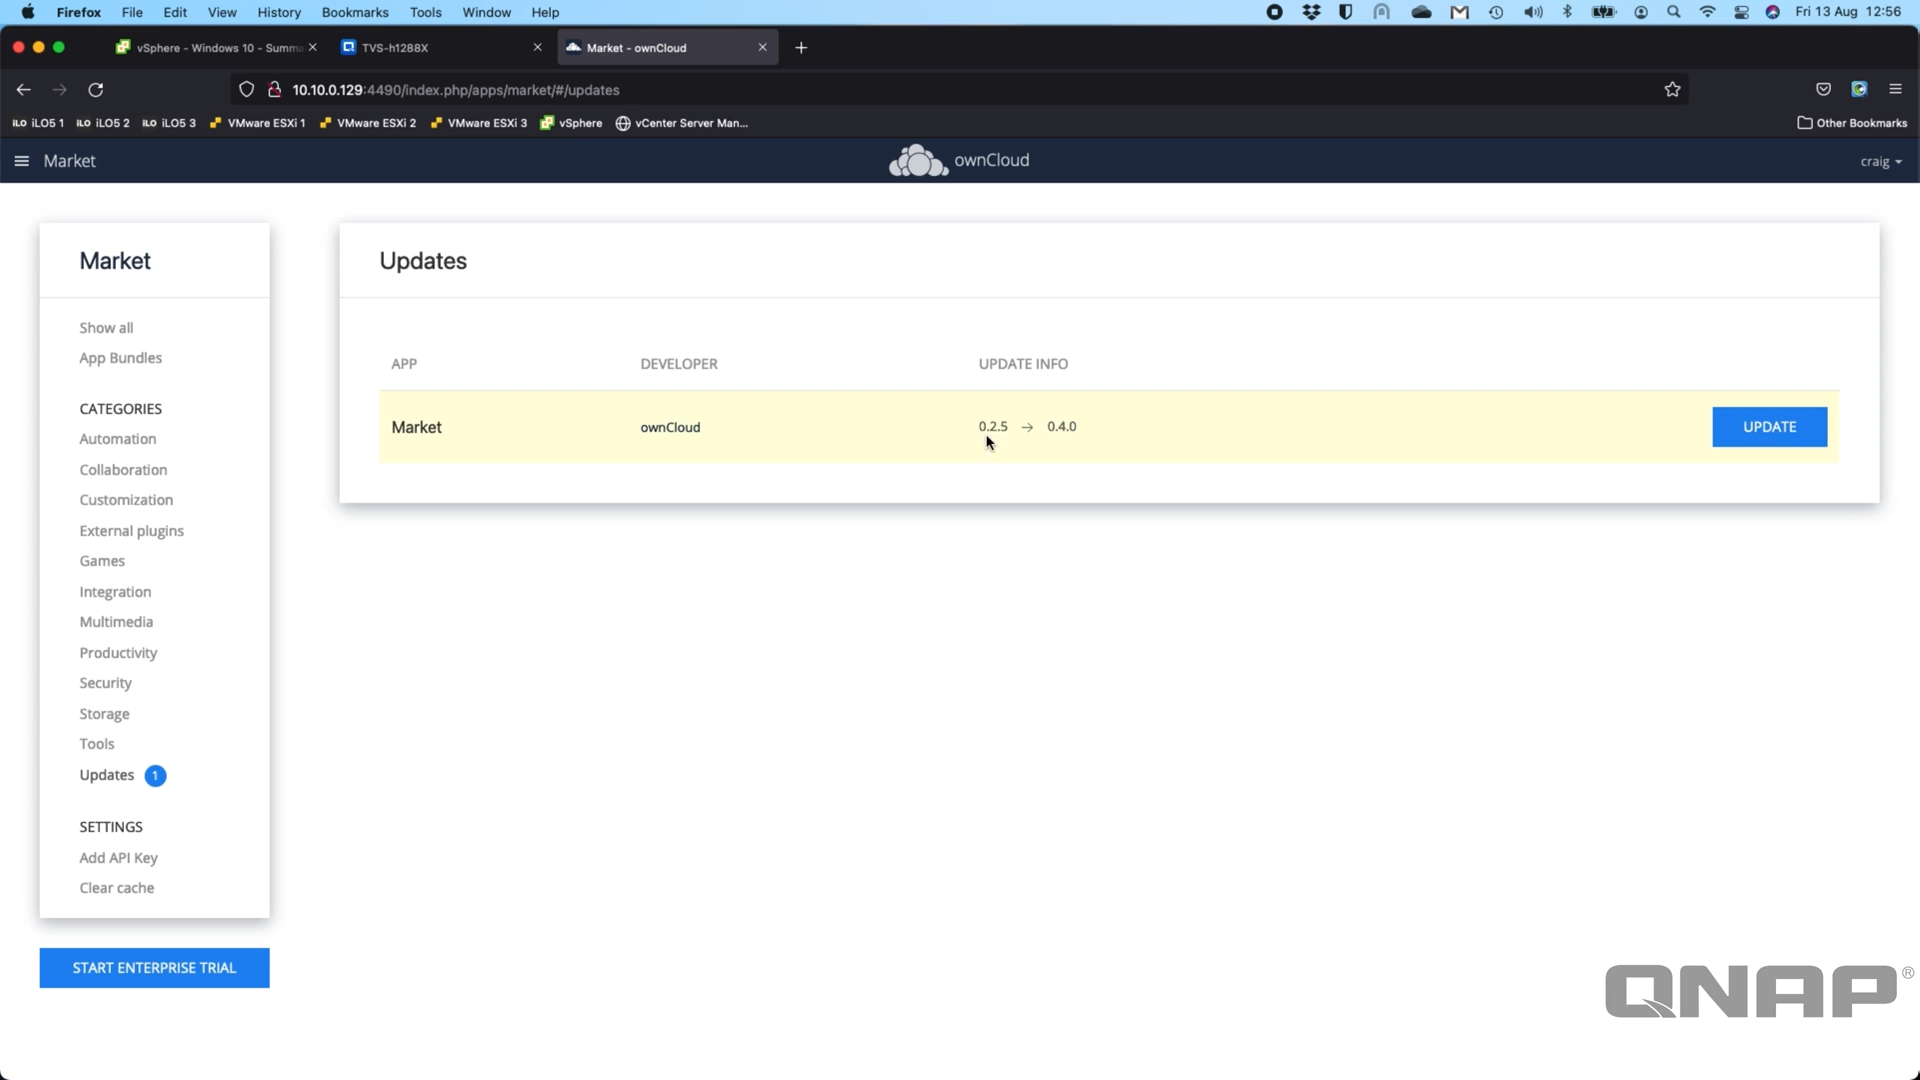 Firefox File Edit View History Bookmarks Tools Window Help Fri 13 Aug 12:56
vSphere - Windows 10 - Summa TVS-h1288X Market - ownCloud
10.10.0.129:4490/index.php/apps/market/#/updates
iLO iLO5 1 iLO iLO5 2 iLO iLO5 3 VMware ESXi 1 VMware ESXi 2 VMware ESXi 3 vSphere vCenter Server Man... Other Bookmarks
Market ownCloud craig
Market
Show all
App Bundles
CATEGORIES
Automation
Collaboration
Customization
External plugins
Games
Integration
Multimedia
Productivity
Security
Storage
Tools
Updates 1
SETTINGS
Add API Key
Clear cache
START ENTERPRISE TRIAL
Updates
APP DEVELOPER UPDATE INFO
Market ownCloud 0.2.5 → 0.4.0 UPDATE
QNAP®